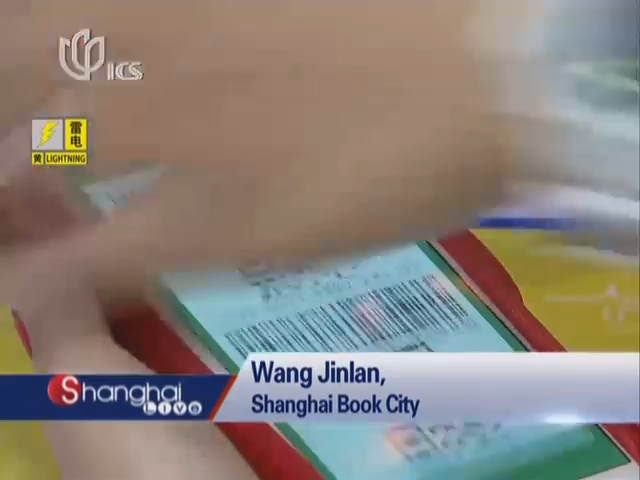 ICS
雷
电
黄 LIGHTNING
Wang Jinlan,
Shanghai Book City
Shanghai
LIVe